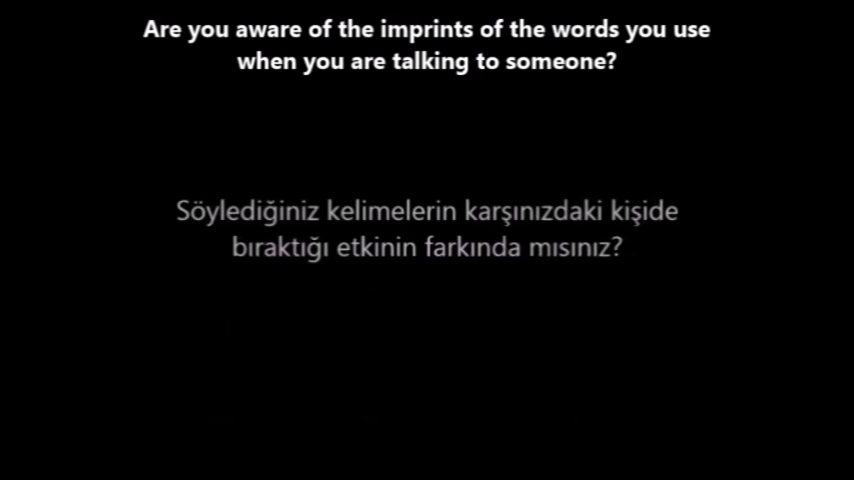 Are you aware of the imprints of the words you use
when you are talking to someone?
Söylediğiniz kelimelerin karşınızdaki kişide
bıraktığı etkinin farkında mısınız?